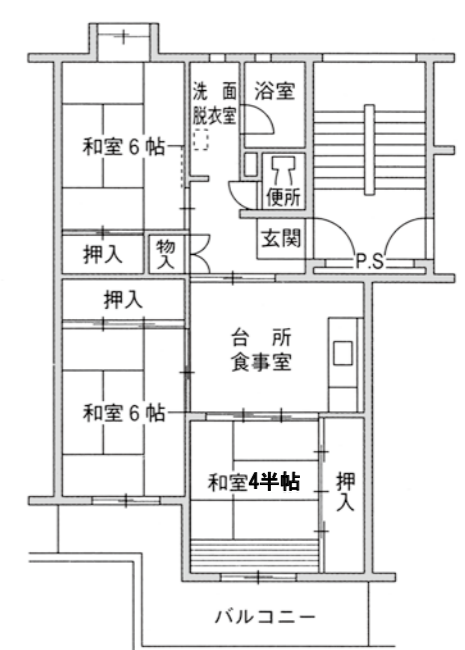 洗面
脱衣室
浴室
和室6帖
便所
玄関
押入
物入
P.S
押入
台所
食事室
和室6帖
和室4半帖
押入
バルコニー